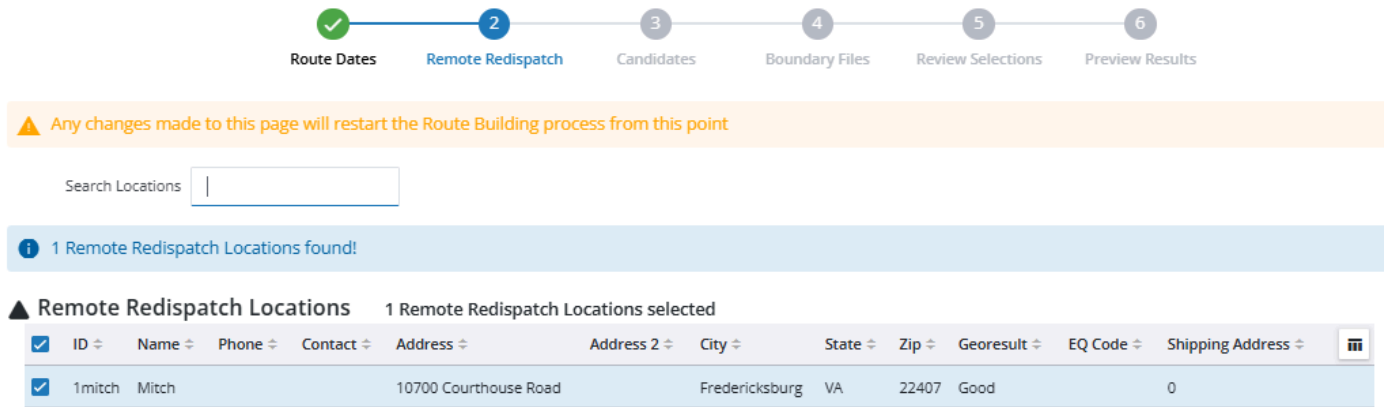 2 3 4 5 6
Route Dates Remote Redispatch Candidates Boundary Files Review Selections Preview Results
Any changes made to this page will restart the Route Building process from this point
Search Locations
1 Remote Redispatch Locations found!
Remote Redispatch Locations 1 Remote Redispatch Locations selected
ID Name Phone Contact Address Address 2 City State Zip Georesult EQ Code Shipping Address
1mitch Mitch 10700 Courthouse Road Fredericksburg VA 22407 Good 0